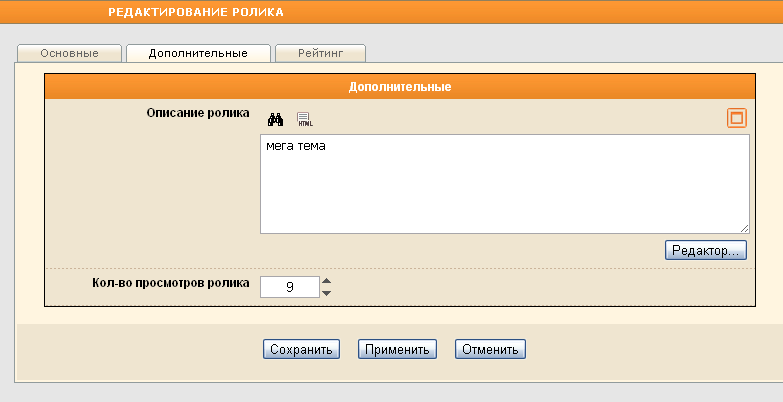 РЕДАКТИРОВАНИЕ РОЛИКА
Основные Дополнительные Рейтинг
Дополнительные
Описание ролика
HTML
мега тема
Редактор...
Кол-во просмотров ролика 9
Сохранить Применить Отменить